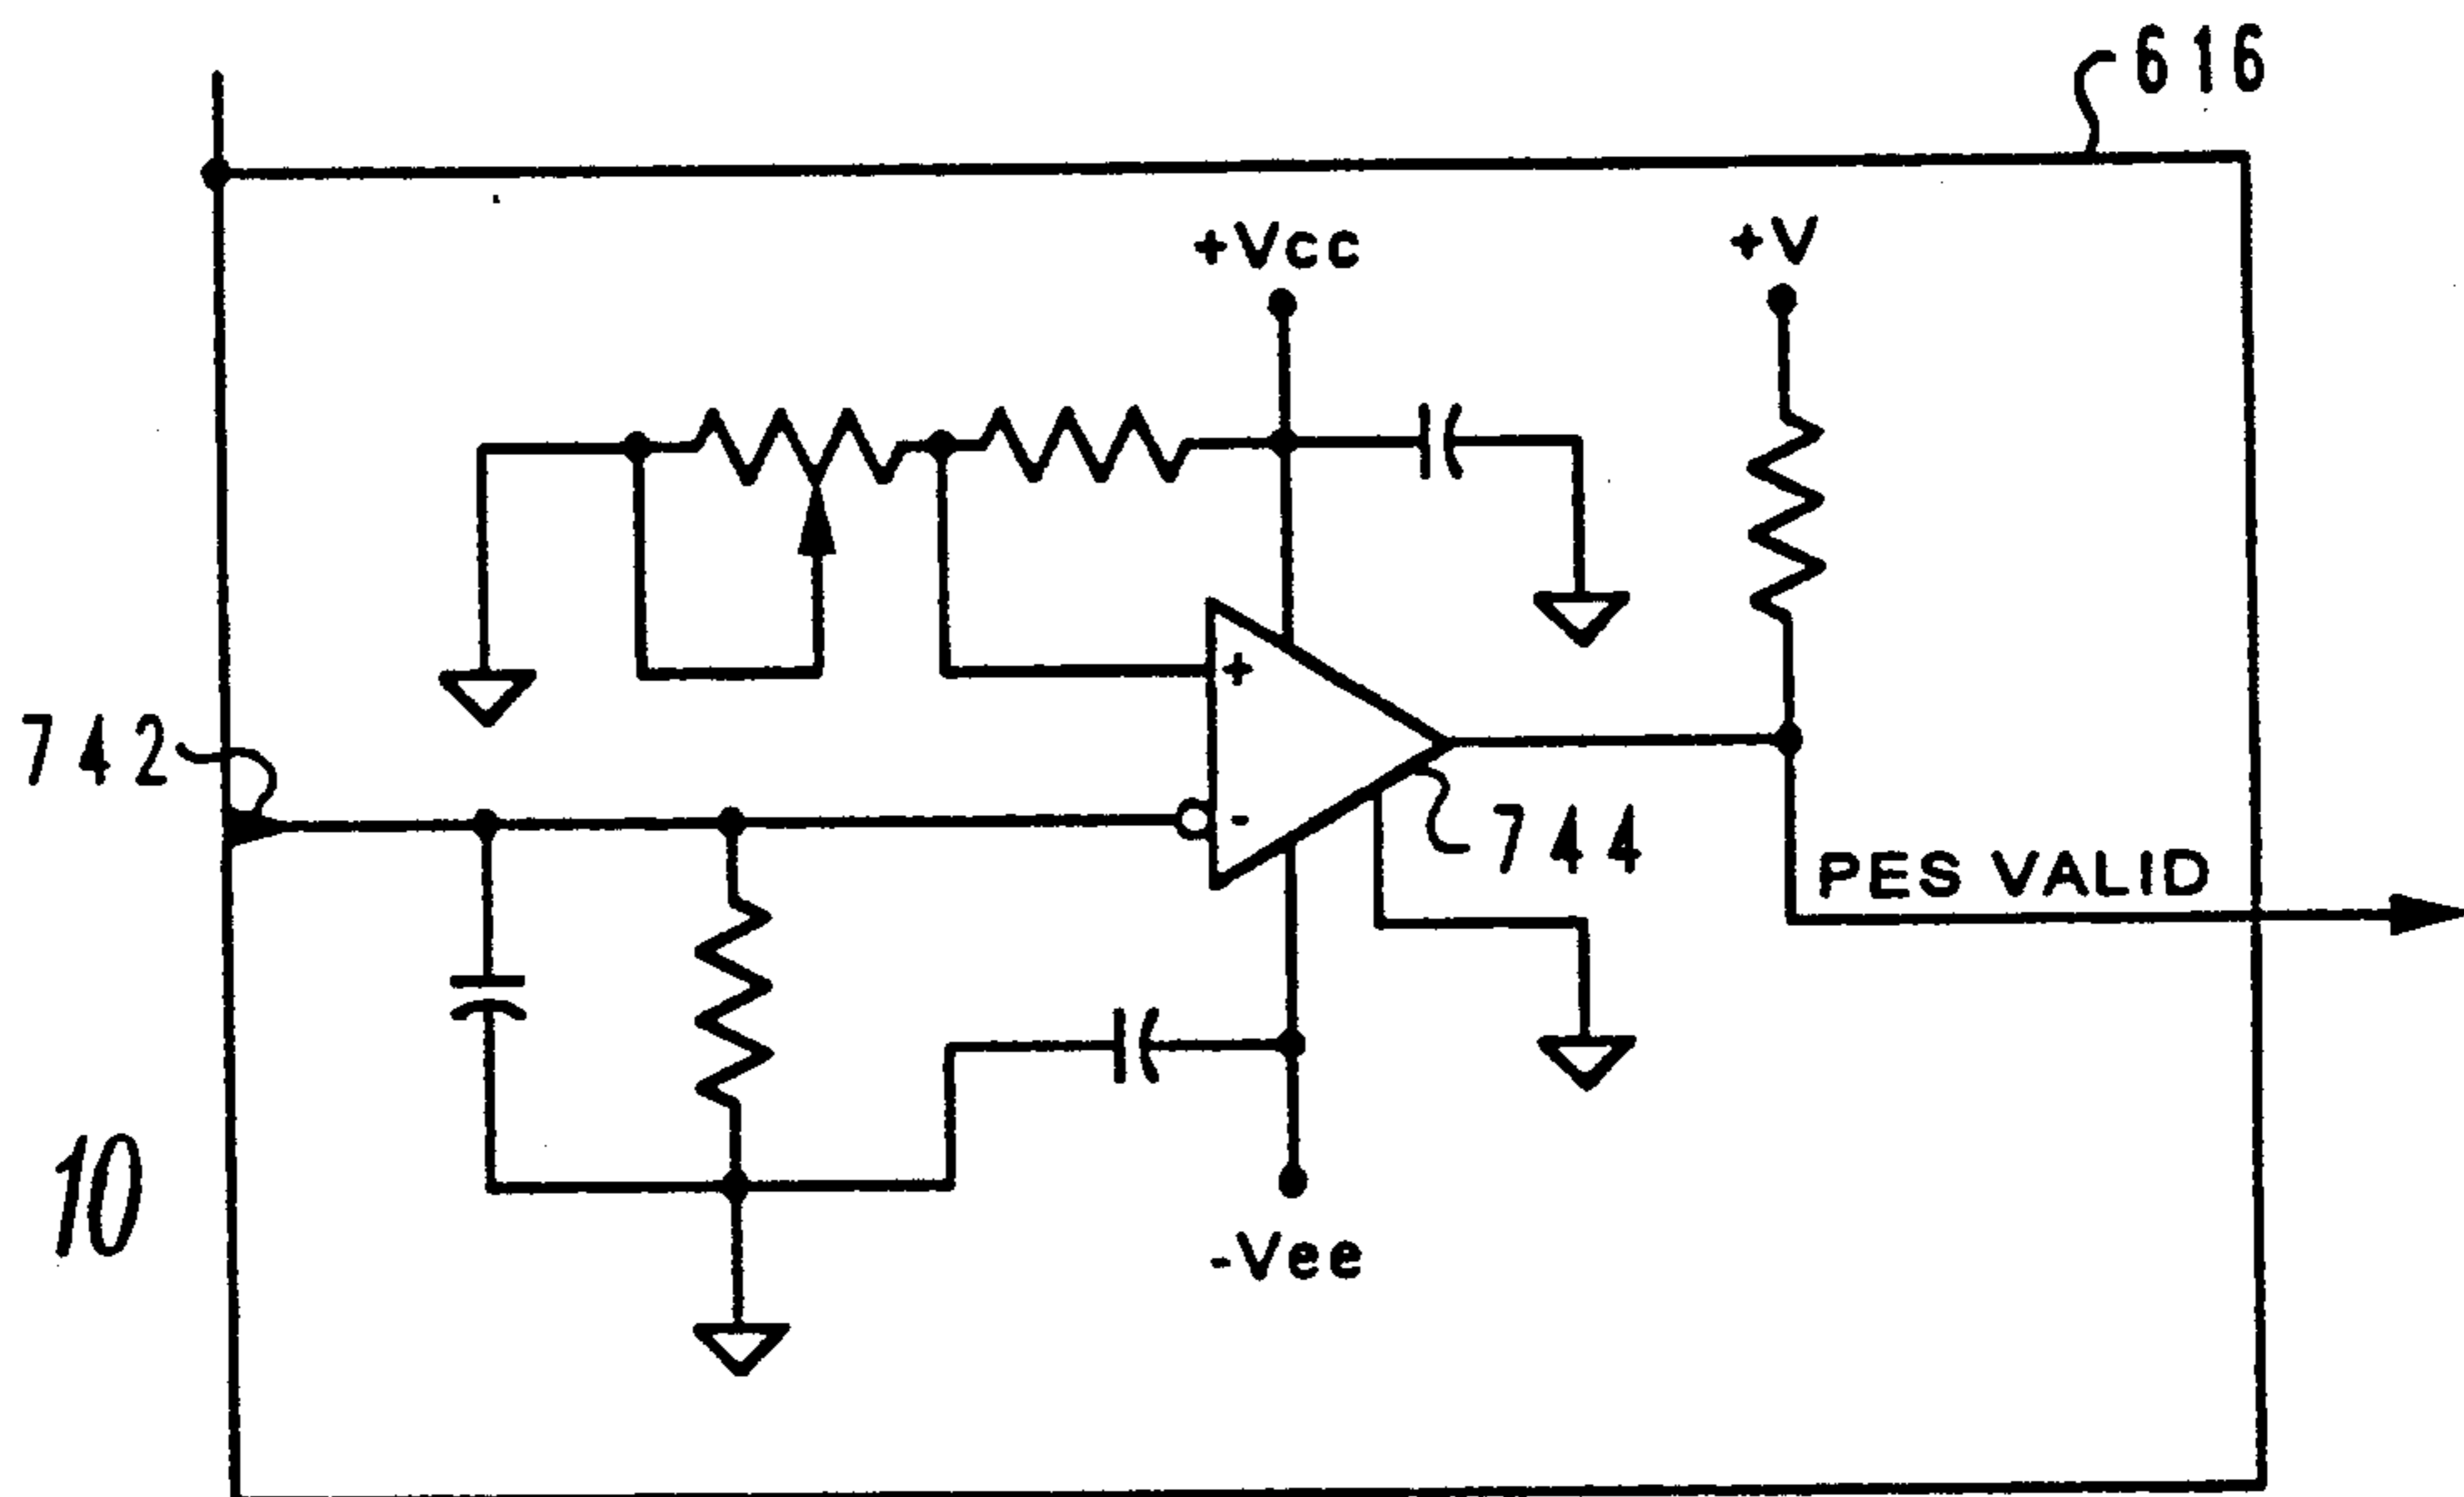 616
+Vcc
+V
+
742
-
744
PES VALID
10
-Vee